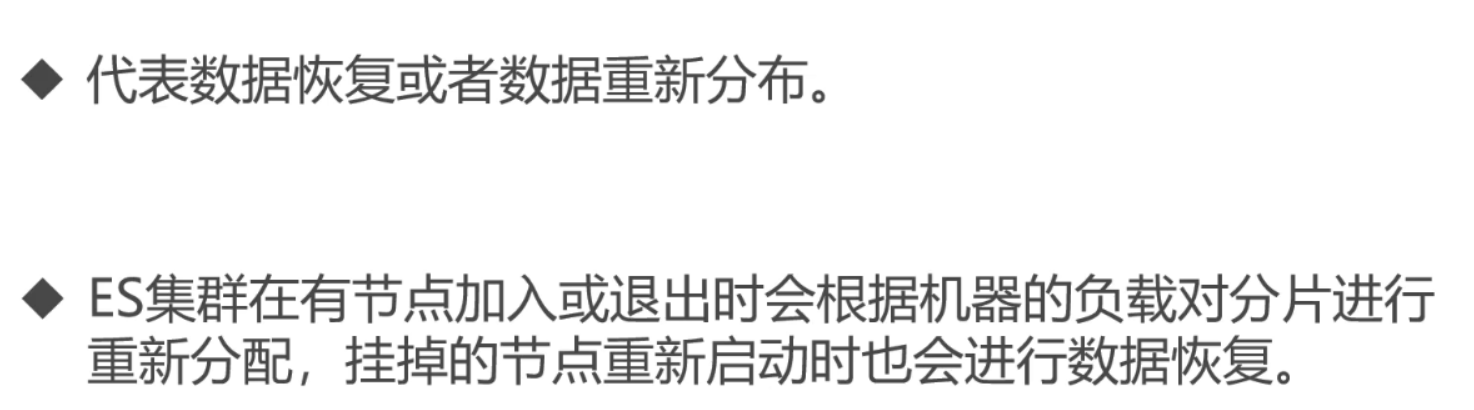 ◆ 代表数据恢复或者数据重新分布。
◆ ES集群在有节点加入或退出时会根据机器的负载对分片进行
重新分配，挂掉的节点重新启动时也会进行数据恢复。